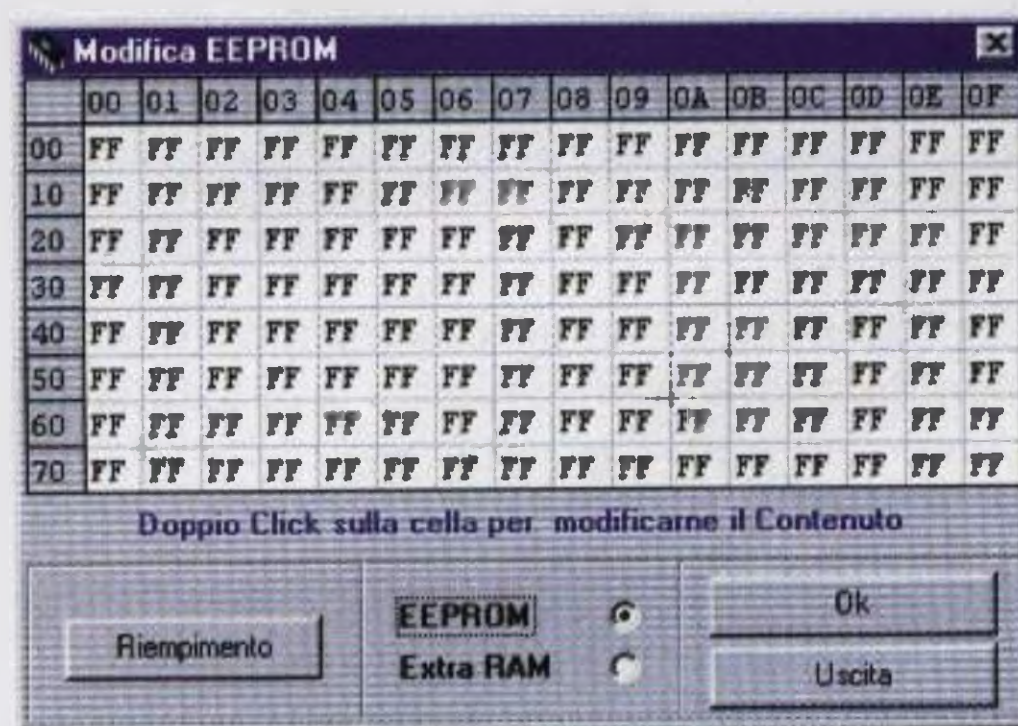 Modifica EEPROM
00 01 02 03 04 05 06 07 08 09 0A 0B 0C 0D 0E 0F
00 FF FF FF FF FF FF FF FF FF FF FF FF FF FF FF FF
10 FF FF FF FF FF FF FF FF FF FF FF FF FF FF FF FF
20 FF FF FF FF FF FF FF FF FF FF FF FF FF FF FF FF
30 FF FF FF FF FF FF FF FF FF FF FF FF FF FF FF FF
40 FF FF FF FF FF FF FF FF FF FF FF FF FF FF FF FF
50 FF FF FF FF FF FF FF FF FF FF FF FF FF FF FF FF
60 FF FF FF FF FF FF FF FF FF FF FF FF FF FF FF FF
70 FF FF FF FF FF FF FF FF FF FF FF FF FF FF FF FF
Doppio Click sulla cella per modificarne il Contenuto
Riempimento
EEPROM
Extra RAM
Ok
Uscita